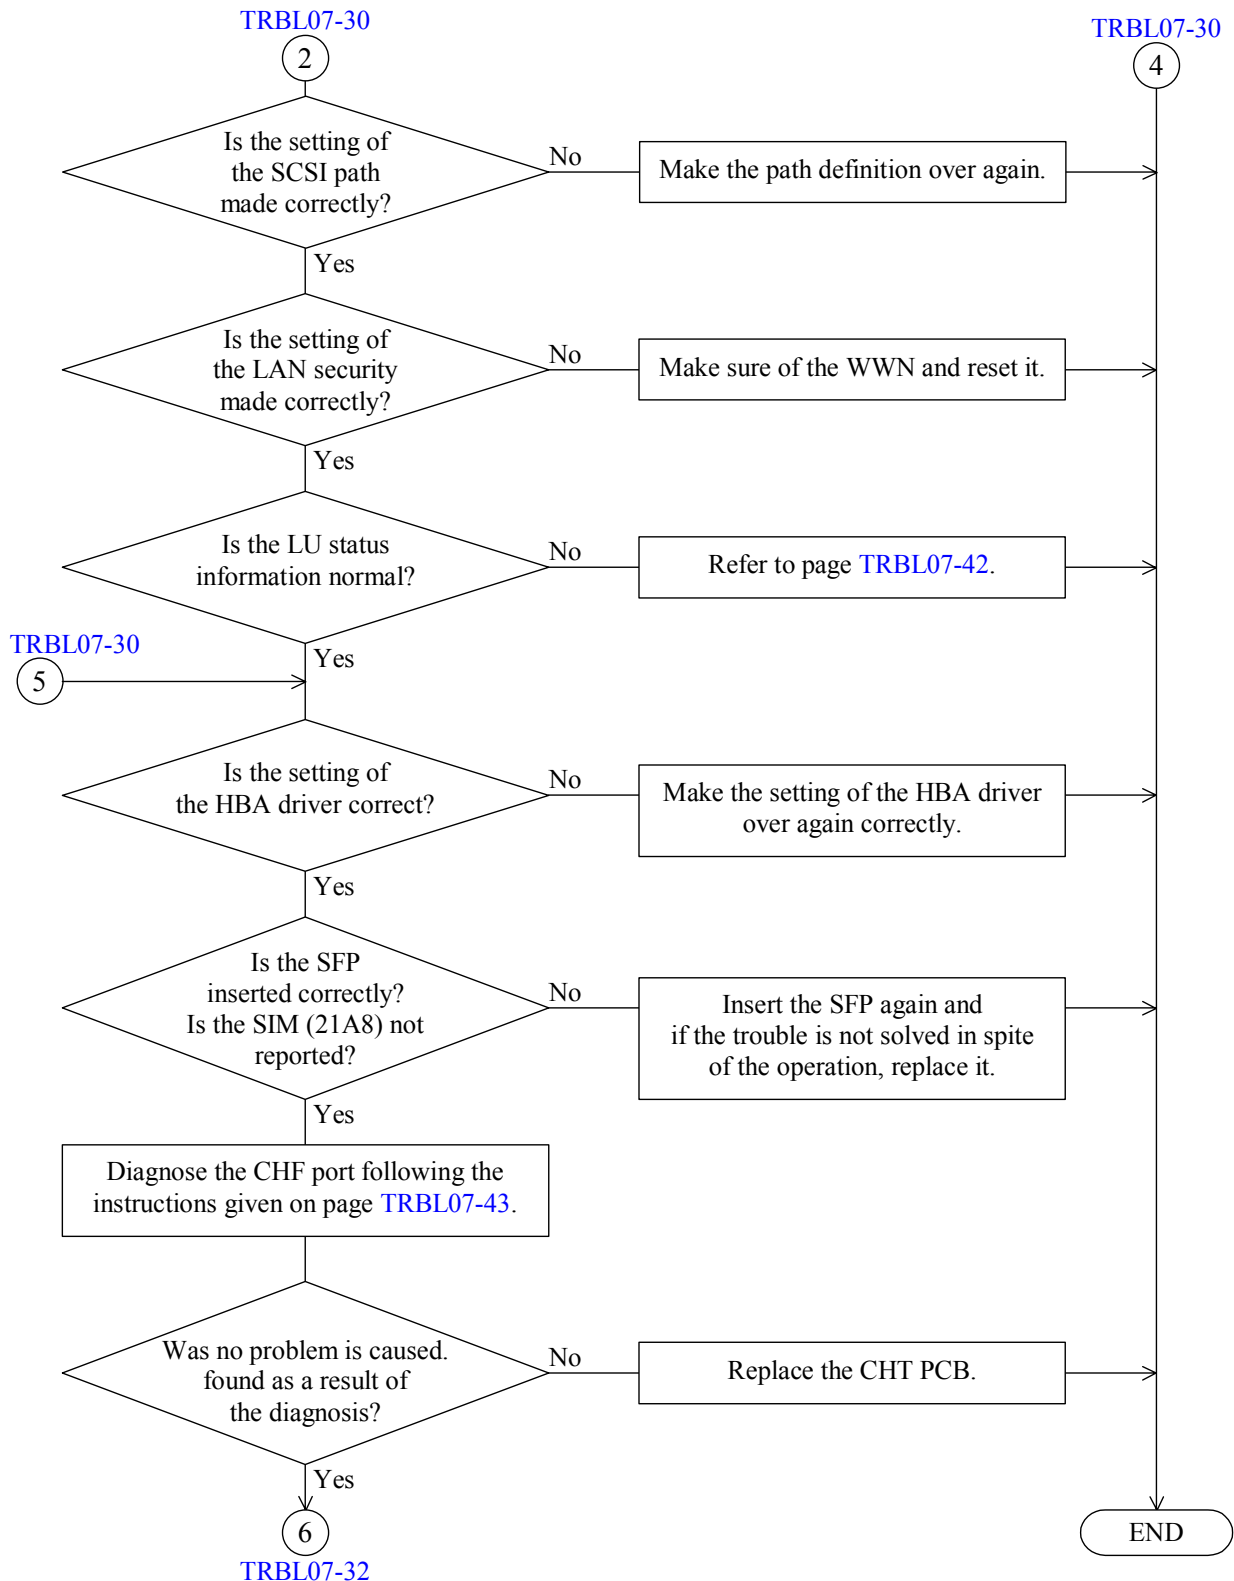 TRBL07-30
2
TRBL07-30
4
Is the setting of
the SCSI path
made correctly?
No
Make the path definition over again.
Yes
Is the setting of
the LAN security
made correctly?
No
Make sure of the WWN and reset it.
Yes
Is the LU status
information normal?
No
Refer to page TRBL07-42.
Yes
TRBL07-30
5
Is the setting of
the HBA driver correct?
No
Make the setting of the HBA driver
over again correctly.
Yes
Is the SFP
inserted correctly?
Is the SIM (21A8) not
reported?
No
Insert the SFP again and
if the trouble is not solved in spite
of the operation, replace it.
Yes
Diagnose the CHF port following the
instructions given on page TRBL07-43.
Was no problem is caused.
found as a result of
the diagnosis?
No
Replace the CHT PCB.
Yes
6
TRBL07-32
END